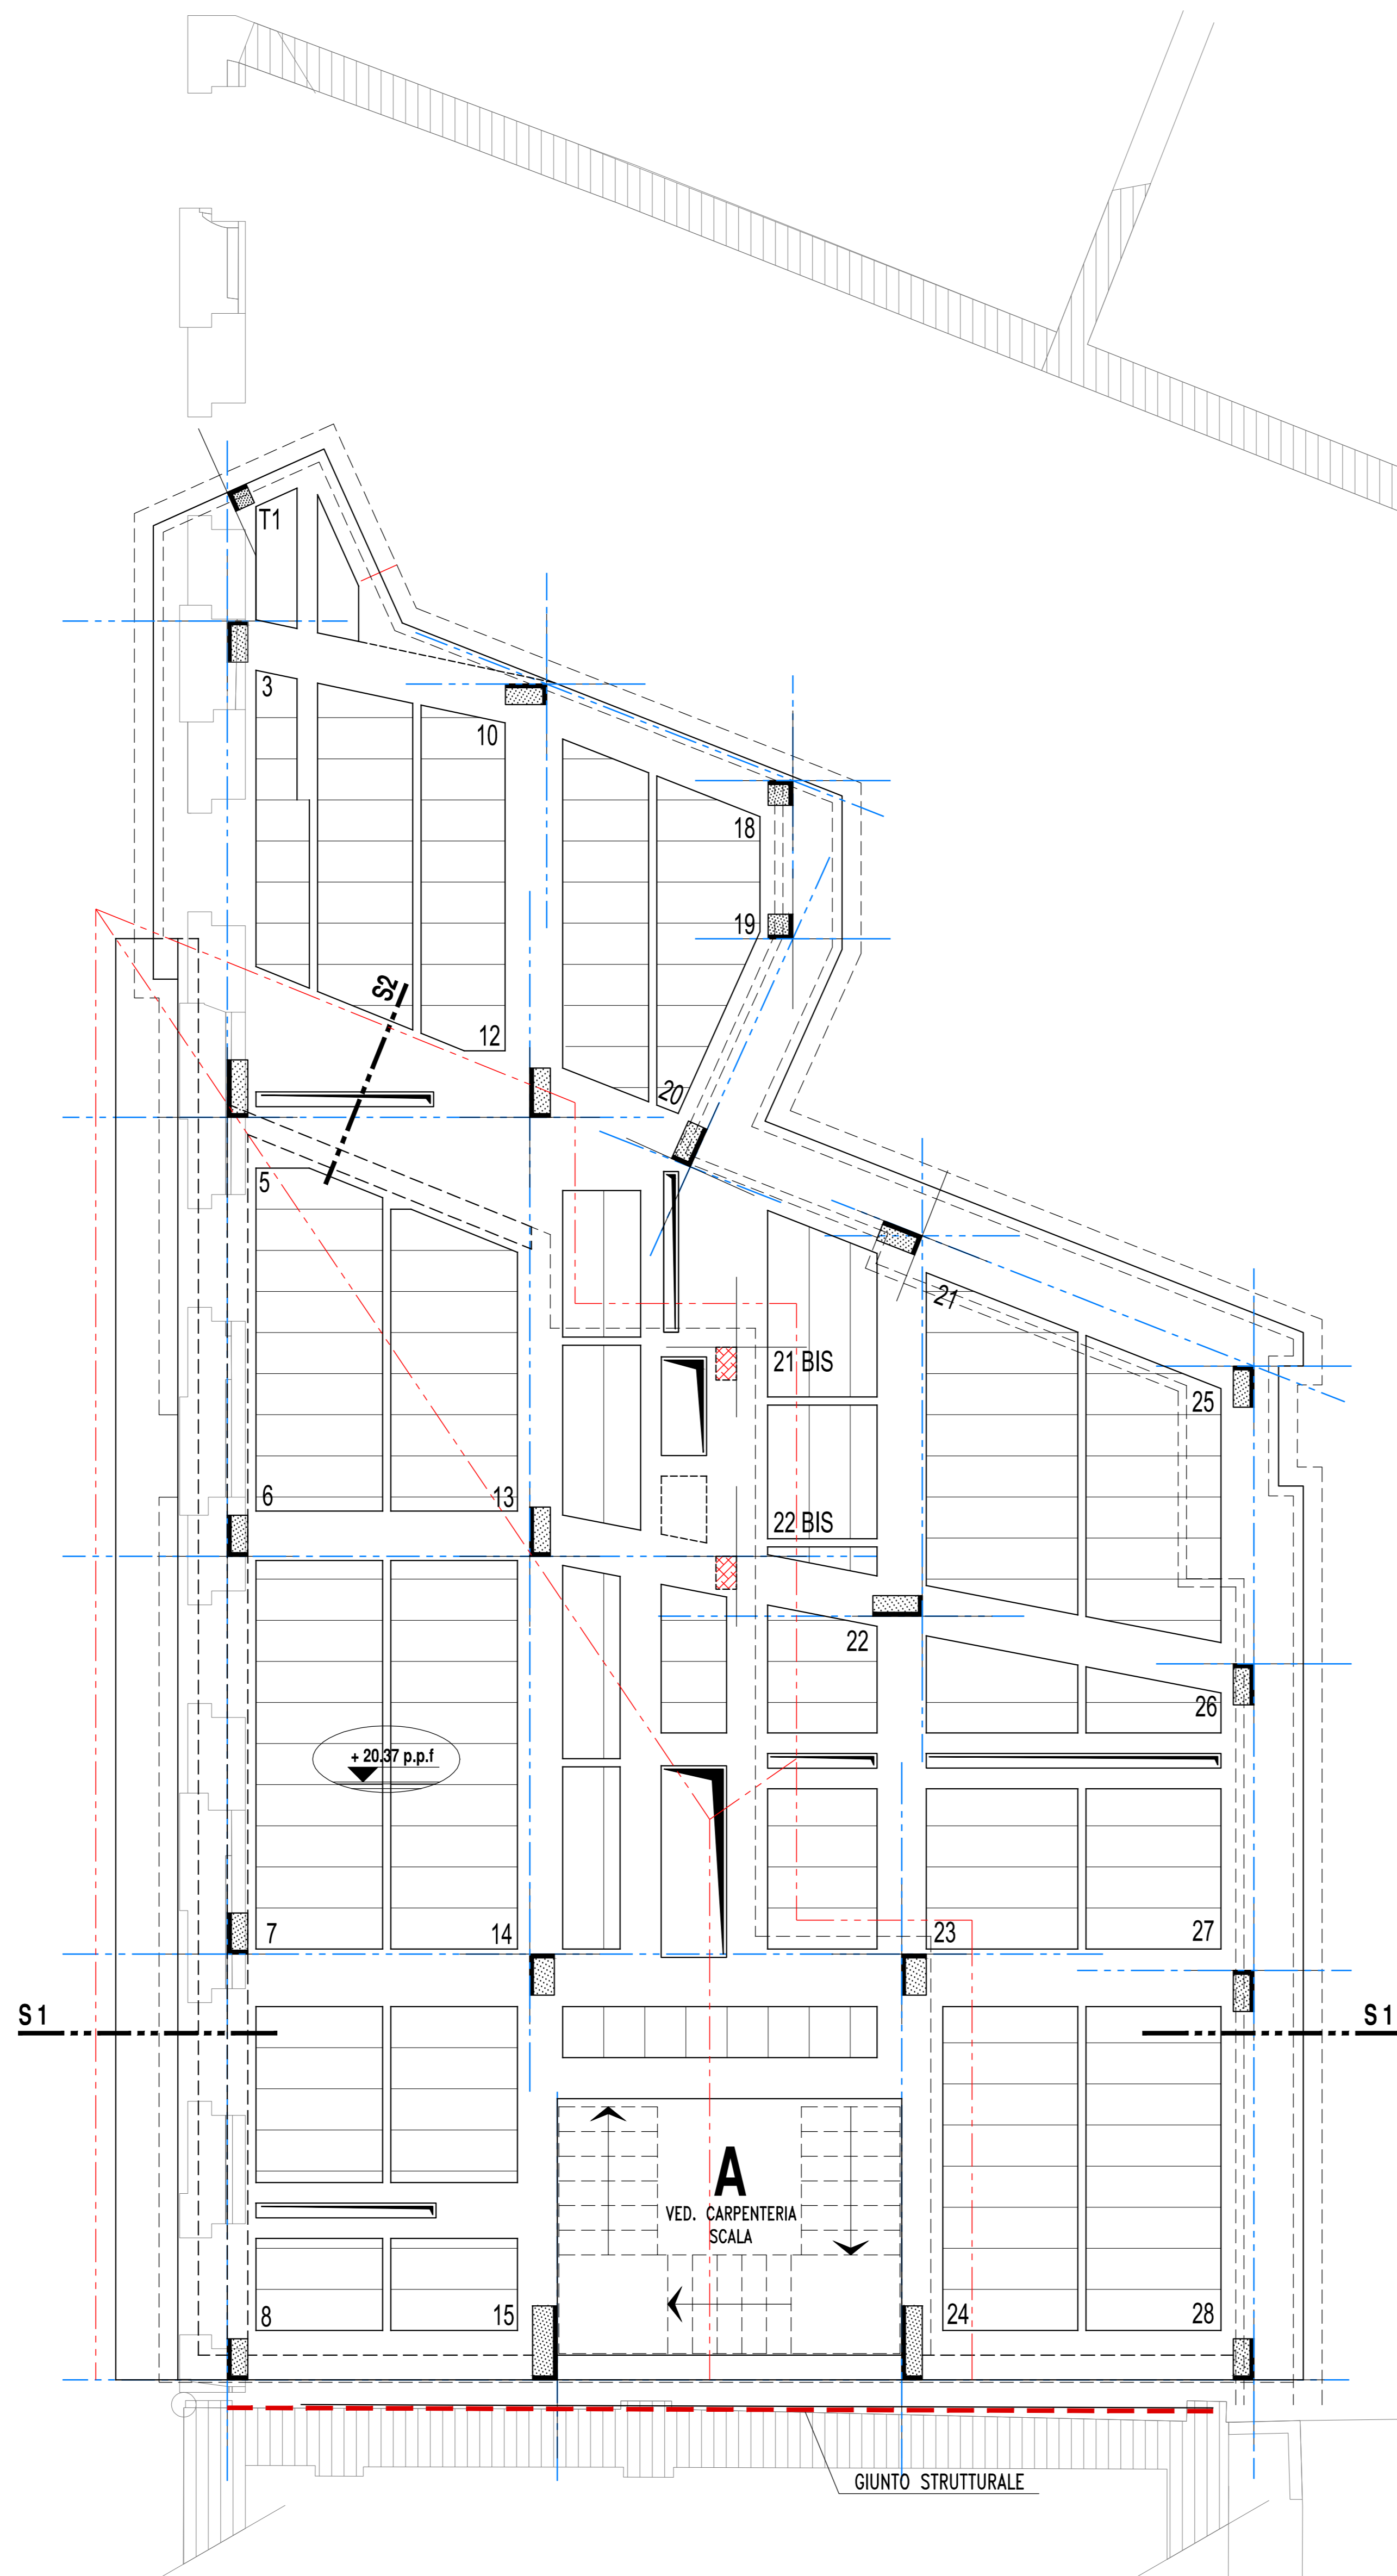 T1
3
10
18
19
S2
12
20
5
21
21 BIS
25
6
13
22 BIS
22
26
+ 20.37 p.p.f
7
14
23
27
S1
S1
A
VED. CARPENTERIA
SCALA
8
15
24
28
GIUNTO STRUTTURALE